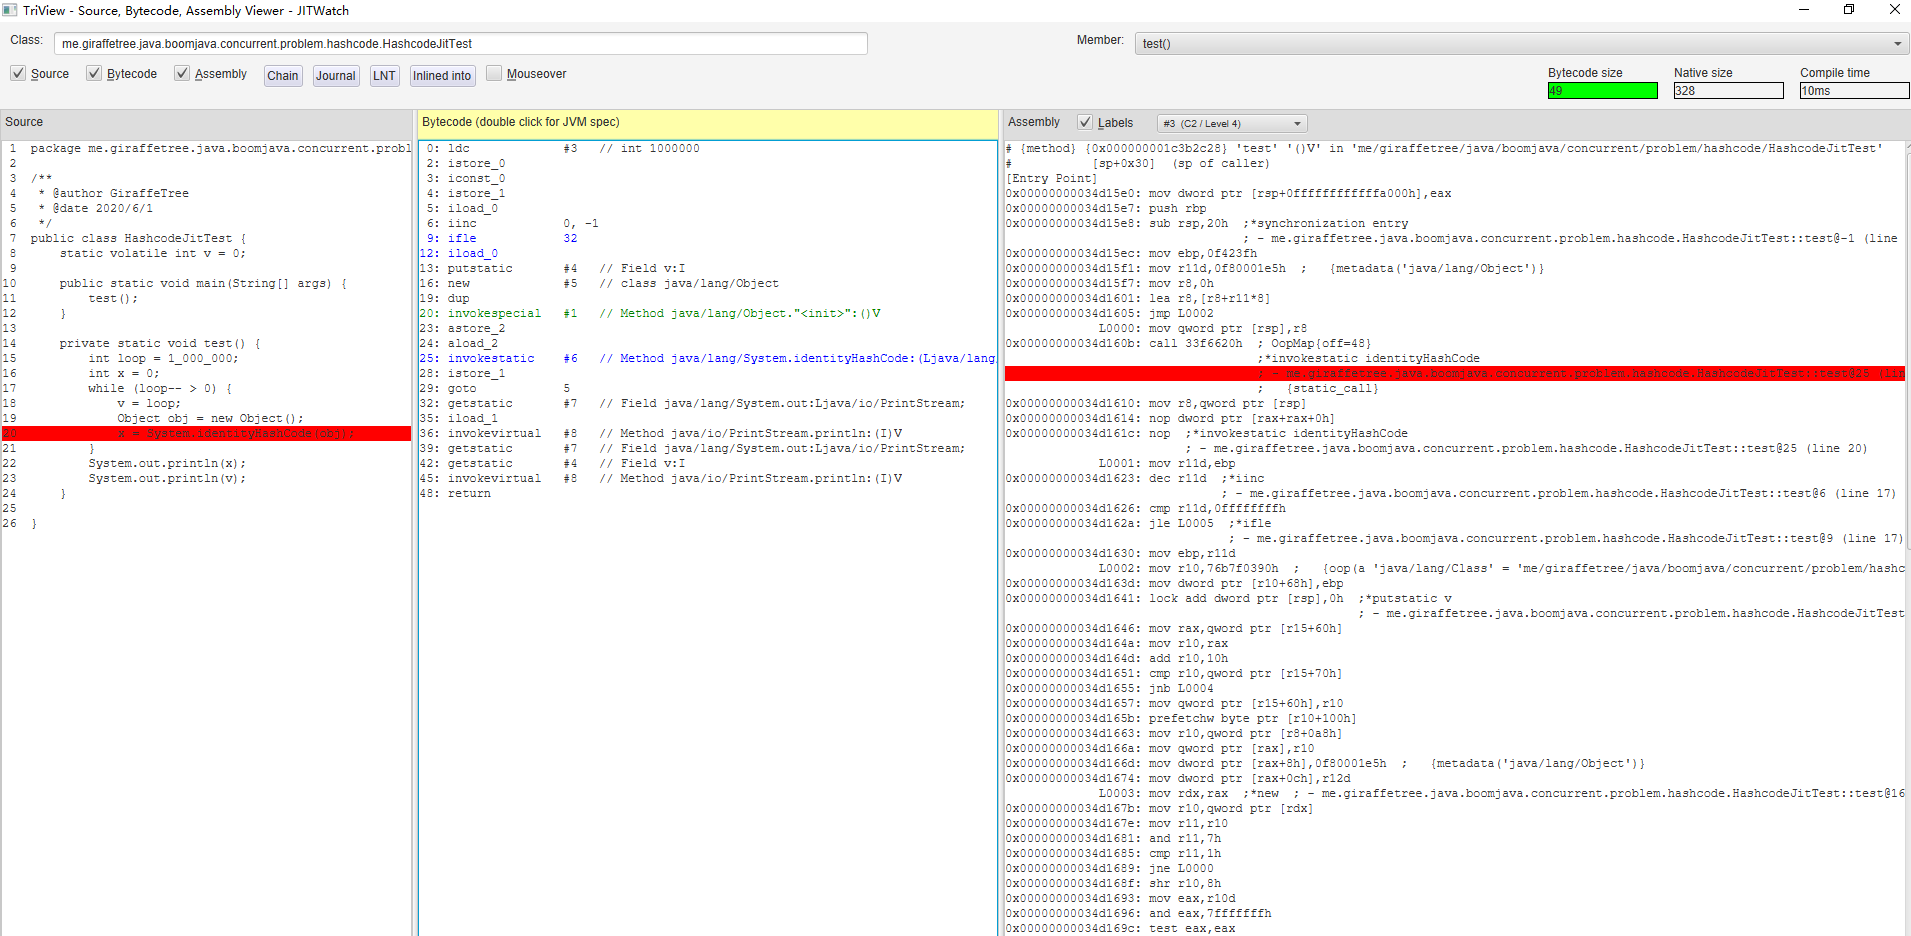 TriView - Source, Bytecode, Assembly Viewer - JITWatch
Class: me.giraffetree.java.boomjava.concurrent.problem.hashcode.HashcodeJitTest
Member: test()
Source Bytecode Assembly Chain Journal LNT Inlined into Mouseover
Bytecode size Native size Compile time
49 328 10ms
Source
1 package me.giraffetree.java.boomjava.concurrent.probl
2
3 /**
4 * @author GiraffeTree
5 * @date 2020/6/1
6 */
7 public class HashcodeJitTest {
8 static volatile int v = 0;
9
10 public static void main(String[] args) {
11 test();
12 }
13
14 private static void test() {
15 int loop = 1_000_000;
16 int x = 0;
17 while (loop-- > 0) {
18 v = loop;
19 Object obj = new Object();
20 x = System.identityHashCode(obj);
21 }
22 System.out.println(x);
23 System.out.println(v);
24 }
25
26 }
Bytecode (double click for JVM spec)
0: ldc #3 // int 1000000
2: istore_0
3: iconst_0
4: istore_1
5: iload_0
6: iinc 0, -1
9: ifle 32
12: iload_0
13: putstatic #4 // Field v:I
16: new #5 // class java/lang/Object
19: dup
20: invokespecial #1 // Method java/lang/Object."<init>":()V
23: astore_2
24: aload_2
25: invokestatic #6 // Method java/lang/System.identityHashCode:(Ljava/lang,
28: istore_1
29: goto 5
32: getstatic #7 // Field java/lang/System.out:Ljava/io/PrintStream;
35: iload_1
36: invokevirtual #8 // Method java/io/PrintStream.println:(I)V
39: getstatic #7 // Field java/lang/System.out:Ljava/io/PrintStream;
42: getstatic #4 // Field v:I
45: invokevirtual #8 // Method java/io/PrintStream.println:(I)V
48: return
Assembly Labels #3 (C2 / Level 4)
# {method} {0x000000001c3b2c28} 'test' '()V' in 'me/giraffetree/java/boomjava/concurrent/problem/hashcode/HashcodeJitTest'
# [sp+0x30] (sp of caller)
[Entry Point]
0x00000000034d15e0: mov dword ptr [rsp+0ffffffffffffa000h],eax
0x00000000034d15e7: push rbp
0x00000000034d15e8: sub rsp,20h ;*synchronization entry
; - me.giraffetree.java.boomjava.concurrent.problem.hashcode.HashcodeJitTest::test@-1 (line
0x00000000034d15ec: mov ebp,0f423fh
0x00000000034d15f1: mov r11d,0f80001e5h ; {metadata('java/lang/Object')}
0x00000000034d15f7: mov r8,0h
0x00000000034d1601: lea r8,[r8+r11*8]
0x00000000034d1605: jmp L0002
L0000: mov qword ptr [rsp],r8
0x00000000034d160b: call 33f6620h ; OopMap{off=48}
;*invokestatic identityHashCode
; - me.giraffetree.java.boomjava.concurrent.problem.hashcode.HashcodeJitTest::test@25 (lin
; {static_call}
0x00000000034d1610: mov r8,qword ptr [rsp]
0x00000000034d1614: nop dword ptr [rax+rax+0h]
0x00000000034d161c: nop ;*invokestatic identityHashCode
; - me.giraffetree.java.boomjava.concurrent.problem.hashcode.HashcodeJitTest::test@25 (line 20)
L0001: mov r11d,ebp
0x00000000034d1623: dec r11d ;*iinc
; - me.giraffetree.java.boomjava.concurrent.problem.hashcode.HashcodeJitTest::test@6 (line 17)
0x00000000034d1626: cmp r11d,0ffffffffh
0x00000000034d162a: jle L0005 ;*ifle
; - me.giraffetree.java.boomjava.concurrent.problem.hashcode.HashcodeJitTest::test@9 (line 17)
0x00000000034d1630: mov ebp,r11d
L0002: mov r10,76b7f0390h ; {oop(a 'java/lang/Class' = 'me/giraffetree/java/boomjava/concurrent/problem/hashc
0x00000000034d163d: mov dword ptr [r10+68h],ebp
0x00000000034d1641: lock add dword ptr [rsp],0h ;*putstatic v
; - me.giraffetree.java.boomjava.concurrent.problem.hashcode.HashcodeJitTest
0x00000000034d1646: mov rax,qword ptr [r15+60h]
0x00000000034d164a: mov r10,rax
0x00000000034d164d: add r10,10h
0x00000000034d1651: cmp r10,qword ptr [r15+70h]
0x00000000034d1655: jnb L0004
0x00000000034d1657: mov qword ptr [r15+60h],r10
0x00000000034d165b: prefetchw byte ptr [r10+100h]
0x00000000034d1663: mov r10,qword ptr [r8+0a8h]
0x00000000034d166a: mov qword ptr [rax],r10
0x00000000034d166d: mov dword ptr [rax+8h],0f80001e5h ; {metadata('java/lang/Object')}
0x00000000034d1674: mov dword ptr [rax+0ch],r12d
L0003: mov rdx,rax ;*new ; - me.giraffetree.java.boomjava.concurrent.problem.hashcode.HashcodeJitTest::test@16
0x00000000034d167b: mov r10,qword ptr [rdx]
0x00000000034d167e: mov r11,r10
0x00000000034d1681: and r11,7h
0x00000000034d1685: cmp r11,1h
0x00000000034d1689: jne L0000
0x00000000034d168f: shr r10,8h
0x00000000034d1693: mov eax,r10d
0x00000000034d1696: and eax,7fffffffh
0x00000000034d169c: test eax,eax